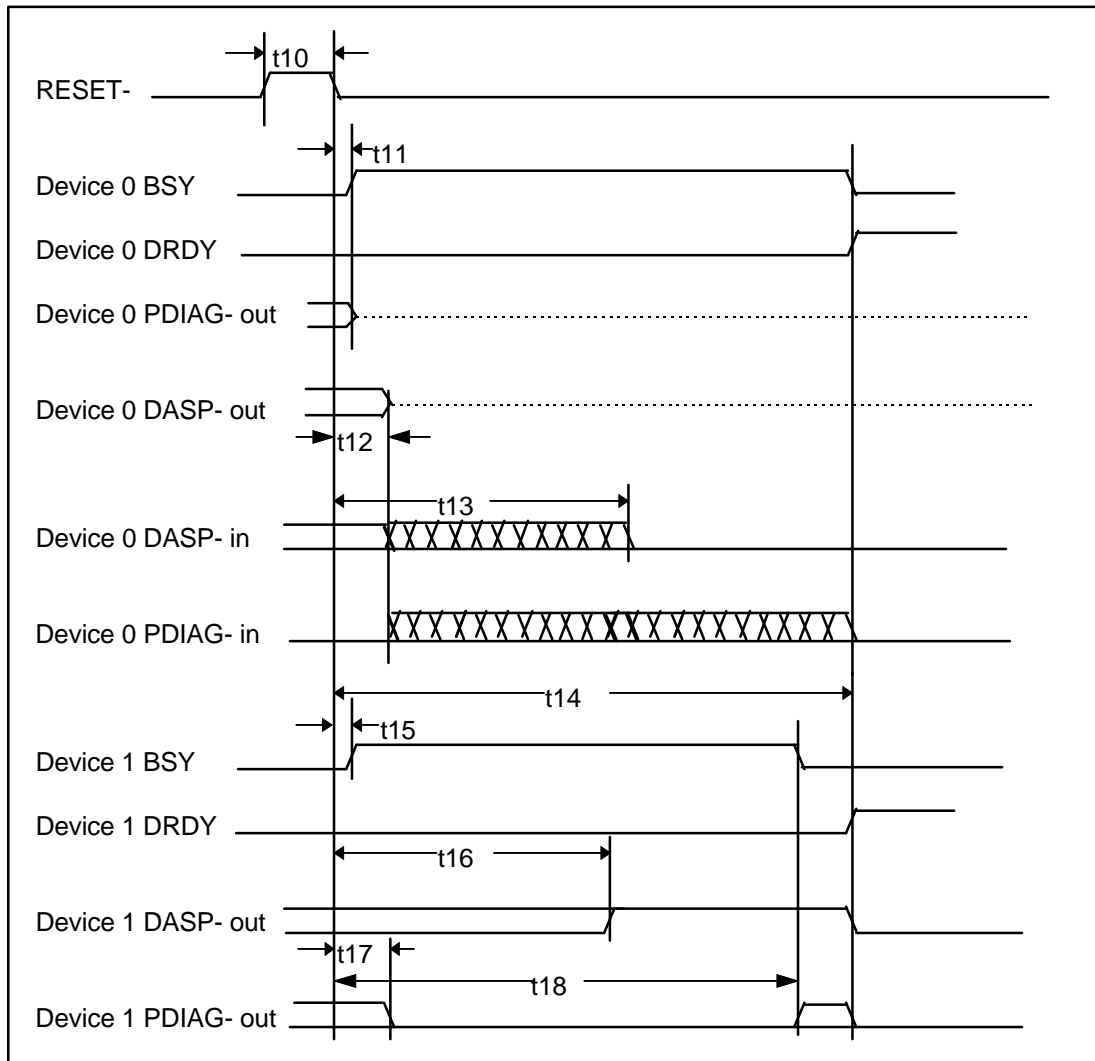 t10
RESET-
t11
Device 0 BSY
Device 0 DRDY
Device 0 PDIAG- out
Device 0 DASP- out
t12
t13
Device 0 DASP- in
Device 0 PDIAG- in
t14
t15
Device 1 BSY
Device 1 DRDY
t16
Device 1 DASP- out
t17
t18
Device 1 PDIAG- out